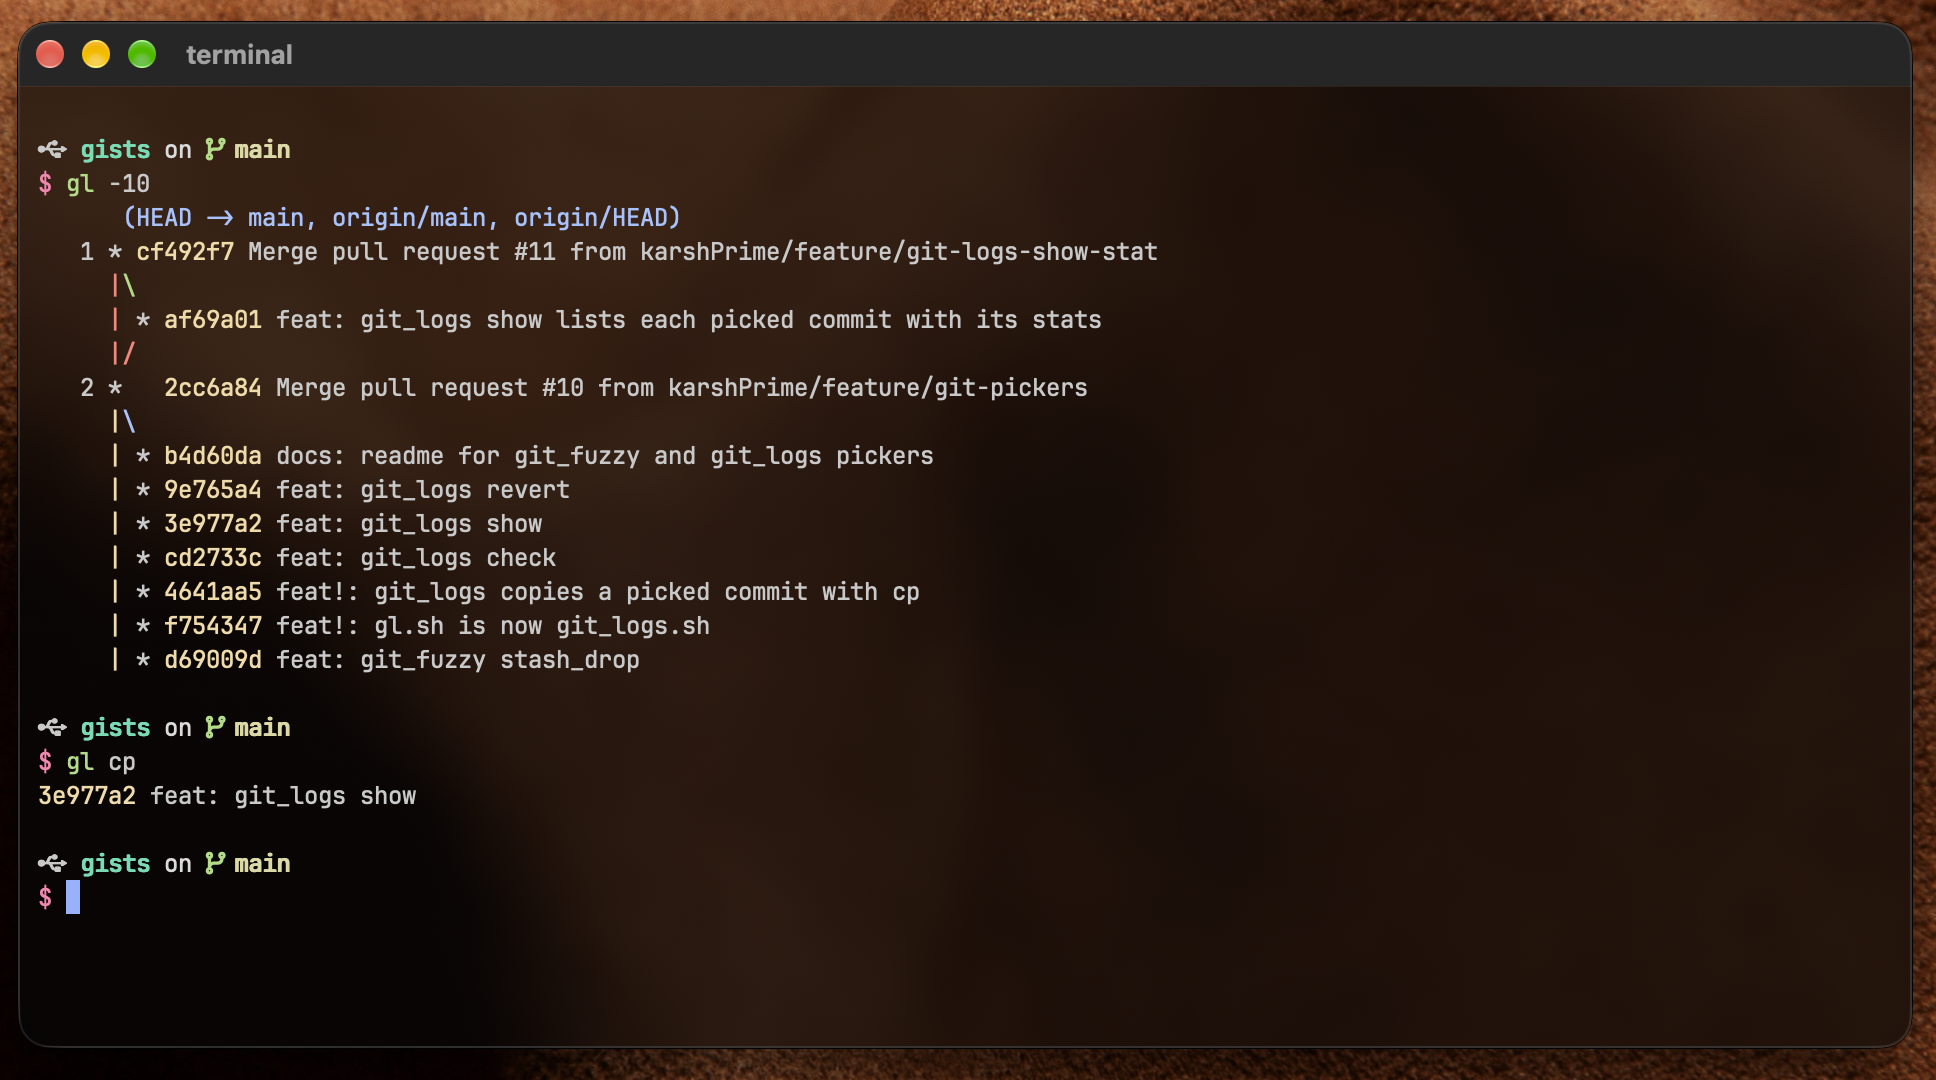 terminal
gists on main
$ gl -10
(HEAD -> main, origin/main, origin/HEAD)
1 * cf492f7 Merge pull request #11 from karshPrime/feature/git-logs-show-stat
|\
| * af69a01 feat: git_logs show lists each picked commit with its stats
|/
2 *   2cc6a84 Merge pull request #10 from karshPrime/feature/git-pickers
|\
| * b4d60da docs: readme for git_fuzzy and git_logs pickers
| * 9e765a4 feat: git_logs revert
| * 3e977a2 feat: git_logs show
| * cd2733c feat: git_logs check
| * 4641aa5 feat!: git_logs copies a picked commit with cp
| * f754347 feat!: gl.sh is now git_logs.sh
| * d69009d feat: git_fuzzy stash_drop
gists on main
$ gl cp
3e977a2 feat: git_logs show
gists on main
$